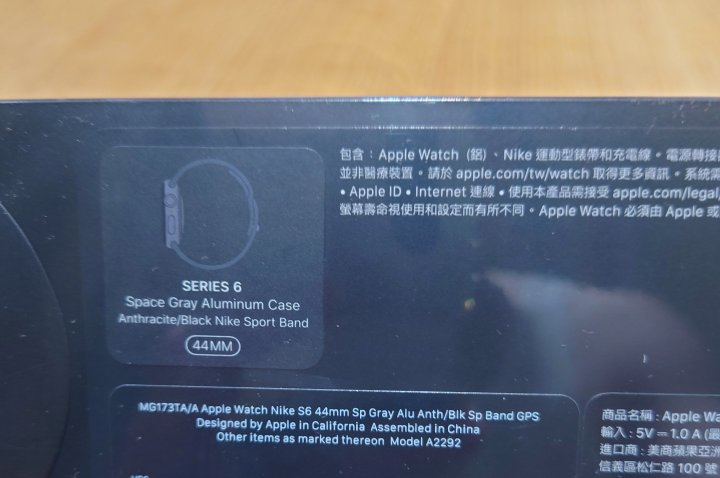 包含：Apple Watch (鋁)、Nike 運動型錶帶和充電線。電源轉接
並非醫療裝置。請於 apple.com/tw/watch 取得更多資訊。系統需
• Apple ID • Internet 連線 • 使用本產品需接受 apple.com/legal/
螢幕壽命視使用和設定而有所不同。Apple Watch 必須由 Apple 或
SERIES 6
Space Gray Aluminum Case
Anthracite/Black Nike Sport Band
44MM
MG173TA/A Apple Watch Nike S6 44mm Sp Gray Alu Anth/Blk Sp Band GPS
Designed by Apple in California Assembled in China
Other items as marked thereon Model A2292
商品名稱：Apple Wa
輸入：5V⎓1.0 A (最
進口商：美商蘋果亞洲
信義區松仁路 100 號